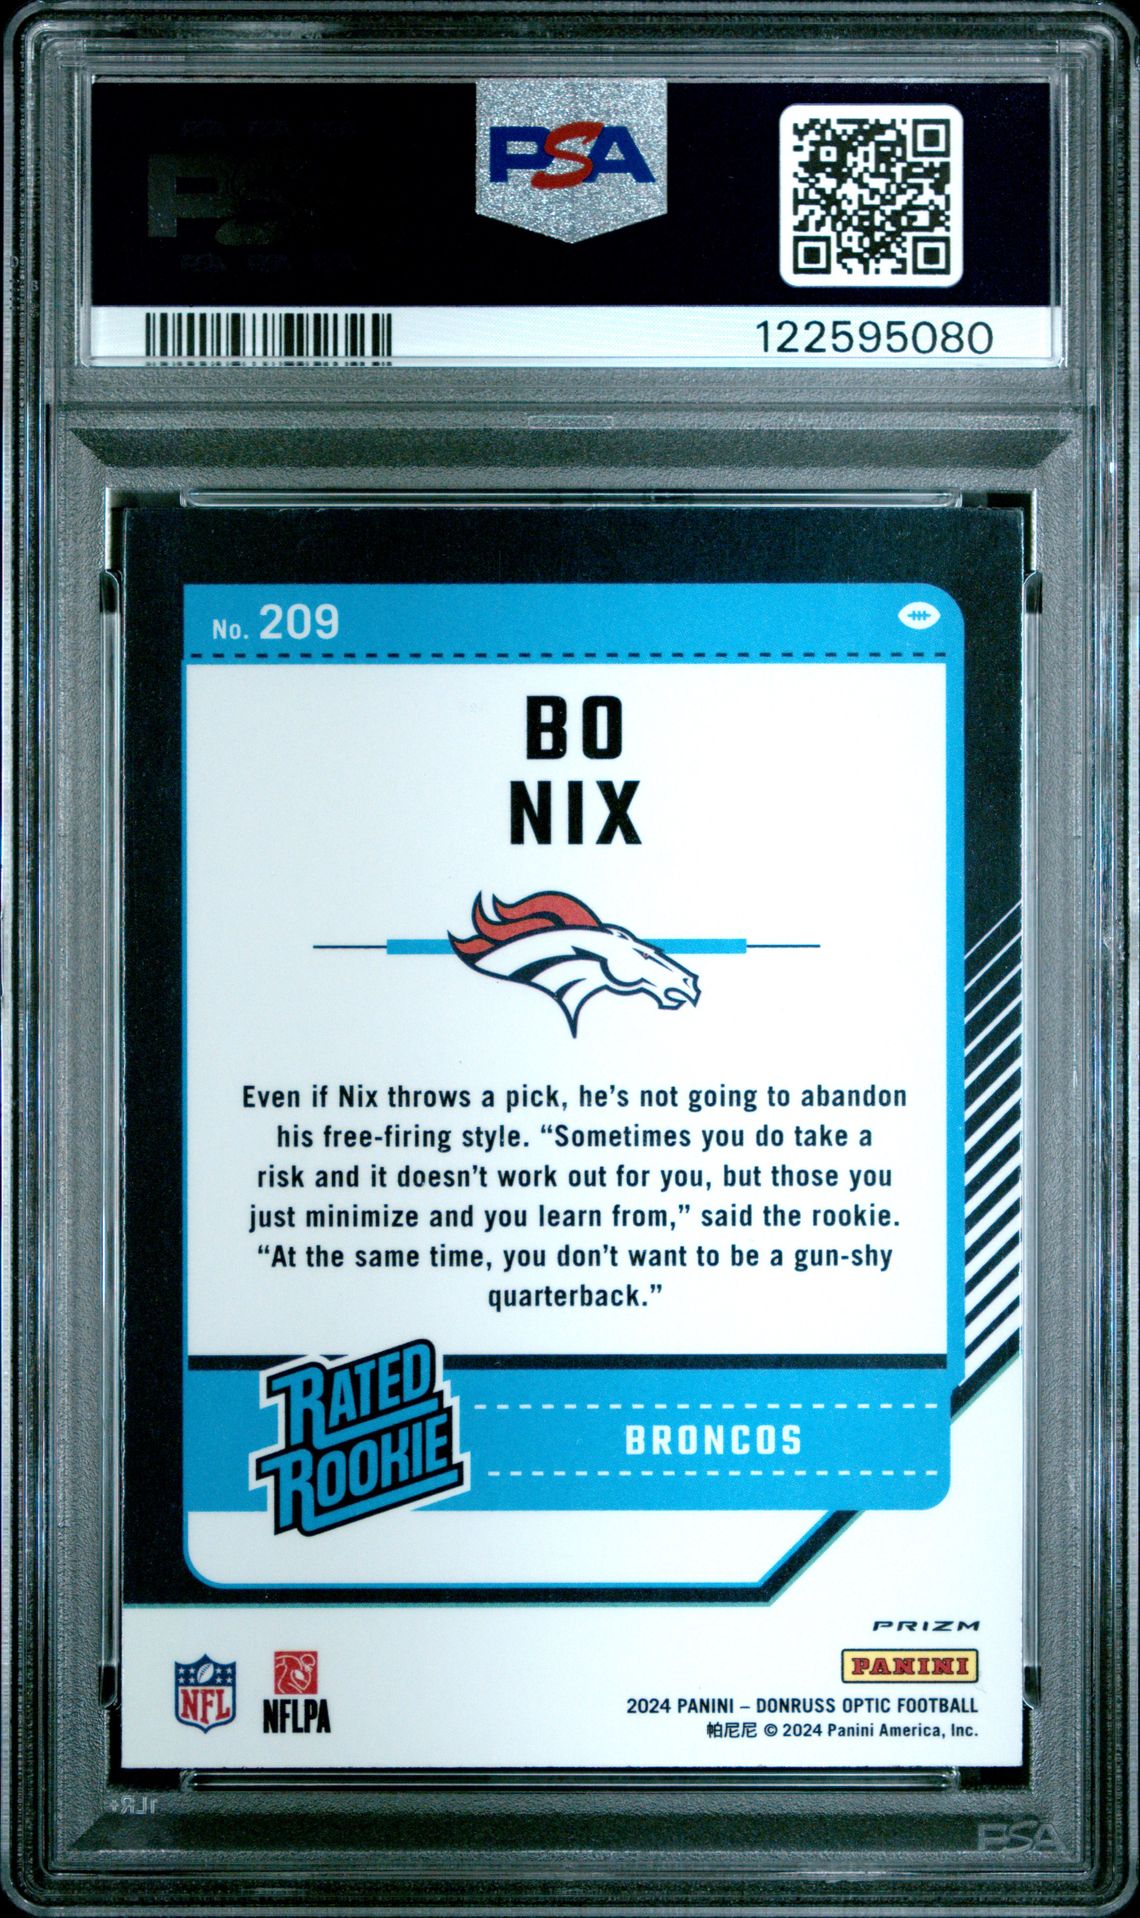 PSA
122595080
No. 209
BO
NIX
Even if Nix throws a pick, he's not going to abandon
his free-firing style. “Sometimes you do take a
risk and it doesn't work out for you, but those you
just minimize and you learn from,” said the rookie.
“At the same time, you don't want to be a gun-shy
quarterback.”
RATED
ROOKIE
BRONCOS
PRIZM
PANINI
NFL
NFLPA
2024 PANINI – DONRUSS OPTIC FOOTBALL
帕尼尼 © 2024 Panini America, Inc.
PSA